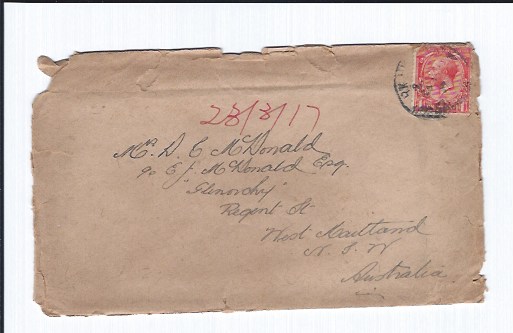 28/8/17
Mr. D. C McDonald
c/o E. J. McDonald Esq.
"Glenorchy"
Regent St
West Maitland
N. S. W
Australia